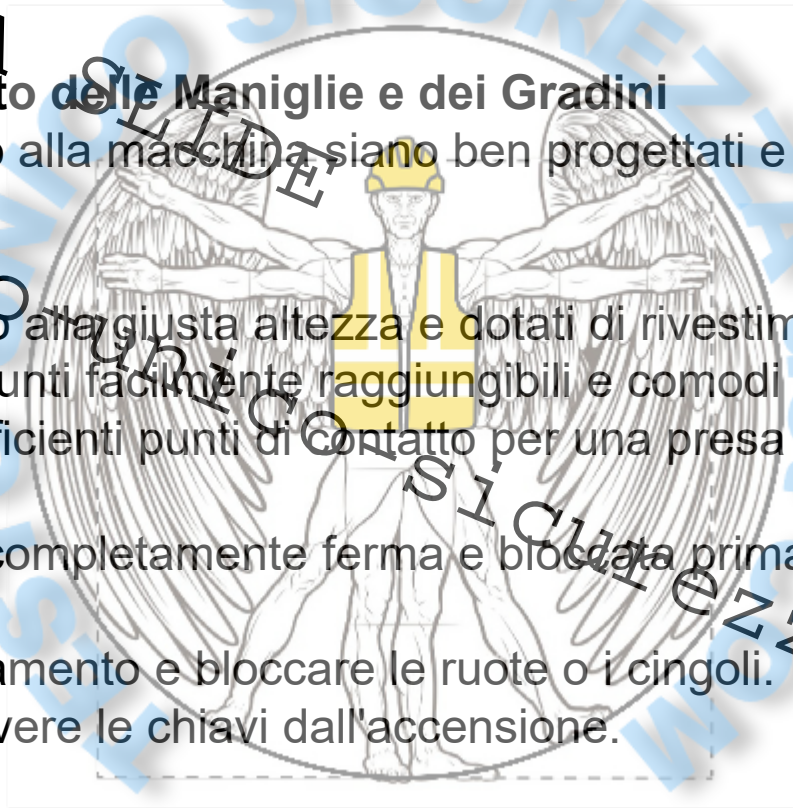 to delle Maniglie e dei Gradini
alla macchina siano ben progettati e
alla giusta altezza e dotati di rivestim
unti facilmente raggiungibili e comodi
ficienti punti di contatto per una presa
completamente ferma e bloccata prima
amento e bloccare le ruote o i cingoli.
vere le chiavi dall'accensione.
SLIDE
o-unico-sicurezz